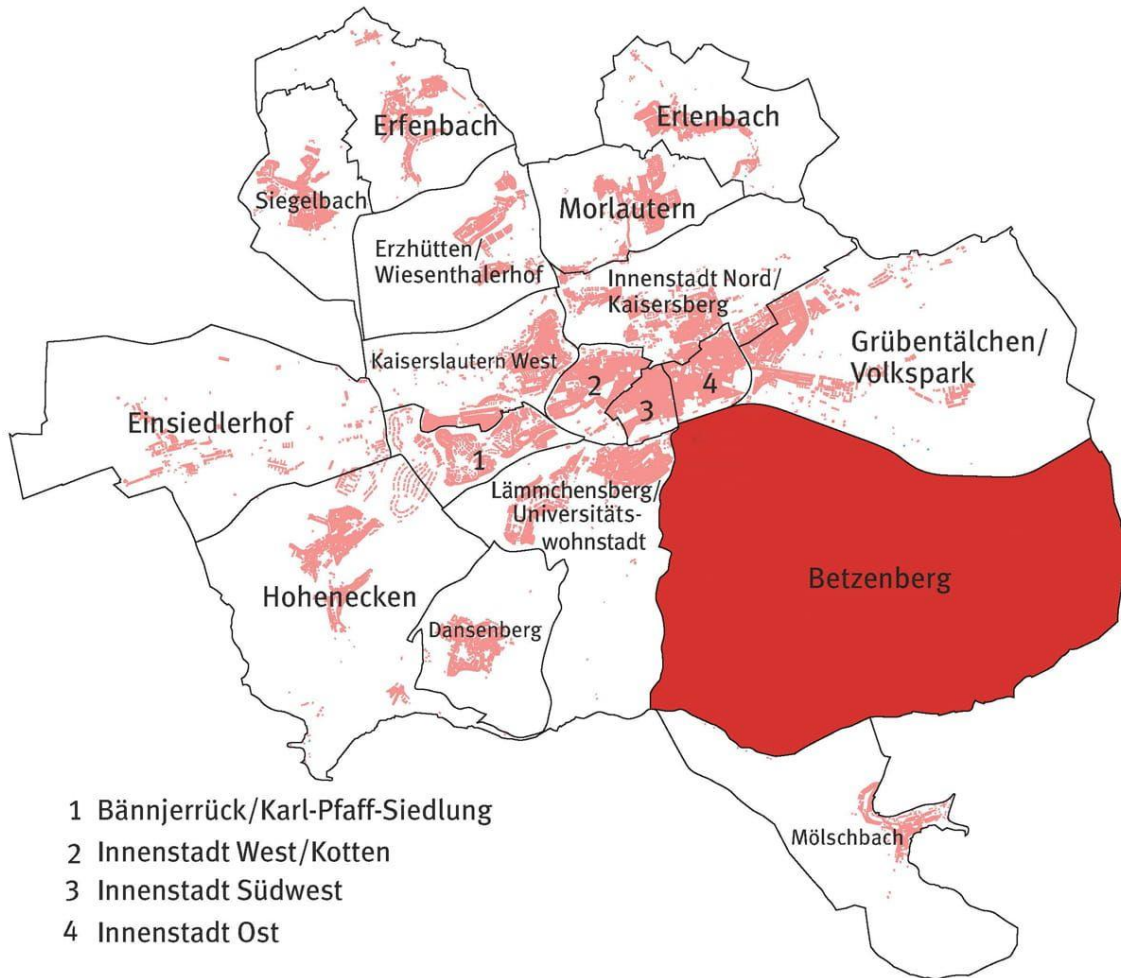 Erfenbach
Erlenbach
Siegelbach
Morlautern
Erzhütten/
Wiesenthalerhof
Innenstadt Nord/
Kaisersberg
Grübentälchen/
Volkspark
Kaiserslautern West
2
4
3
Einsiedlerhof
1
Lämmchensberg/
Universitäts-
wohnstadt
Betzenberg
Hohenecken
Dansenberg
Mölschbach
1 Bännjerrück/Karl-Pfaff-Siedlung
2 Innenstadt West/Kotten
3 Innenstadt Südwest
4 Innenstadt Ost